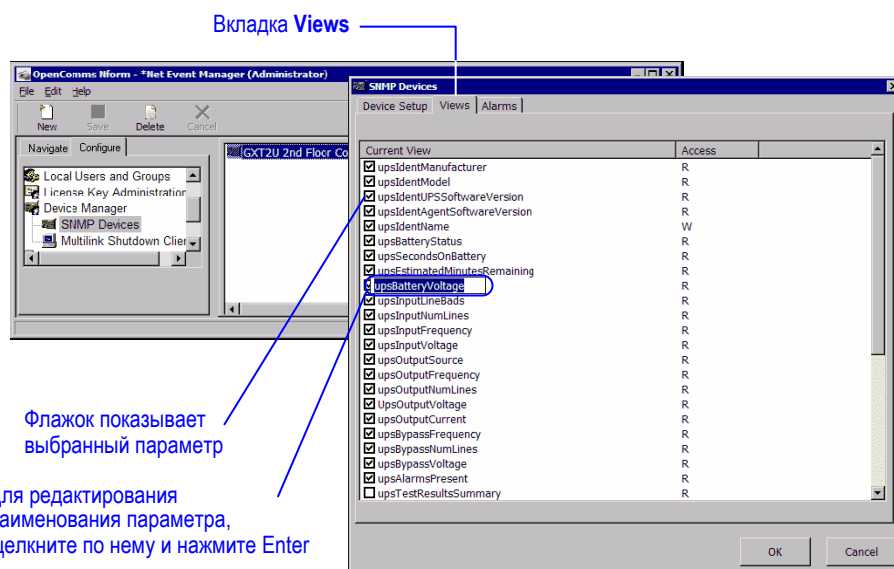 Вкладка Views
OpenComms Nform - *Net Event Manager (Administrator)
File Edit Help
New Save Delete Cancel
Navigate Configure
Local Users and Groups
License Key Administration
Device Manager
SNMP Devices
Multilink Shutdown Clier
GXT2U 2nd Floor Co
SNMP Devices
Device Setup Views Alarms
Current View Access
upsIdentManufacturer R
upsIdentModel R
upsIdentUPSSoftwareVersion R
upsIdentAgentSoftwareVersion R
upsIdentName W
upsBatteryStatus R
upsSecondsOnBattery R
upsEstimatedMinutesRemaining R
upsBatteryVoltage R
upsInputLineBads R
upsInputNumLines R
upsInputFrequency R
upsInputVoltage R
upsOutputSource R
upsOutputFrequency R
upsOutputNumLines R
UpsOutputVoltage R
upsOutputCurrent R
upsBypassFrequency R
upsBypassNumLines R
upsBypassVoltage R
upsAlarmsPresent R
upsTestResultsSummary R
OK Cancel
Флажок показывает
выбранный параметр
для редактирования
наименования параметра,
щелкните по нему и нажмите Enter